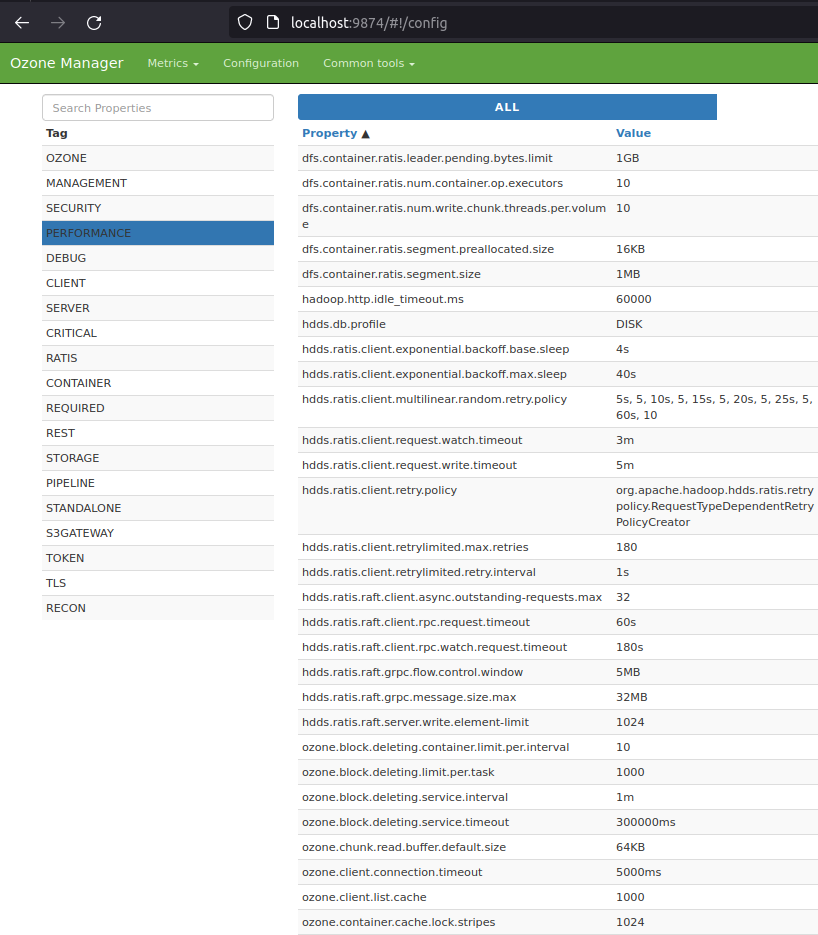 localhost:9874/#!/config
Ozone Manager Metrics Configuration Common tools
Search Properties
Tag
OZONE
MANAGEMENT
SECURITY
PERFORMANCE
DEBUG
CLIENT
SERVER
CRITICAL
RATIS
CONTAINER
REQUIRED
REST
STORAGE
PIPELINE
STANDALONE
S3GATEWAY
TOKEN
TLS
RECON
ALL
Property ▲ Value
dfs.container.ratis.leader.pending.bytes.limit 1GB
dfs.container.ratis.num.container.op.executors 10
dfs.container.ratis.num.write.chunk.threads.per.volum 10
e
dfs.container.ratis.segment.preallocated.size 16KB
dfs.container.ratis.segment.size 1MB
hadoop.http.idle_timeout.ms 60000
hdds.db.profile DISK
hdds.ratis.client.exponential.backoff.base.sleep 4s
hdds.ratis.client.exponential.backoff.max.sleep 40s
hdds.ratis.client.multilinear.random.retry.policy 5s, 5, 10s, 5, 15s, 5, 20s, 5, 25s, 5,
60s, 10
hdds.ratis.client.request.watch.timeout 3m
hdds.ratis.client.request.write.timeout 5m
hdds.ratis.client.retry.policy org.apache.hadoop.hdds.ratis.retry
policy.RequestTypeDependentRetry
PolicyCreator
hdds.ratis.client.retrylimited.max.retries 180
hdds.ratis.client.retrylimited.retry.interval 1s
hdds.ratis.raft.client.async.outstanding-requests.max 32
hdds.ratis.raft.client.rpc.request.timeout 60s
hdds.ratis.raft.client.rpc.watch.request.timeout 180s
hdds.ratis.raft.grpc.flow.control.window 5MB
hdds.ratis.raft.grpc.message.size.max 32MB
hdds.ratis.raft.server.write.element-limit 1024
ozone.block.deleting.container.limit.per.interval 10
ozone.block.deleting.limit.per.task 1000
ozone.block.deleting.service.interval 1m
ozone.block.deleting.service.timeout 300000ms
ozone.chunk.read.buffer.default.size 64KB
ozone.client.connection.timeout 5000ms
ozone.client.list.cache 1000
ozone.container.cache.lock.stripes 1024